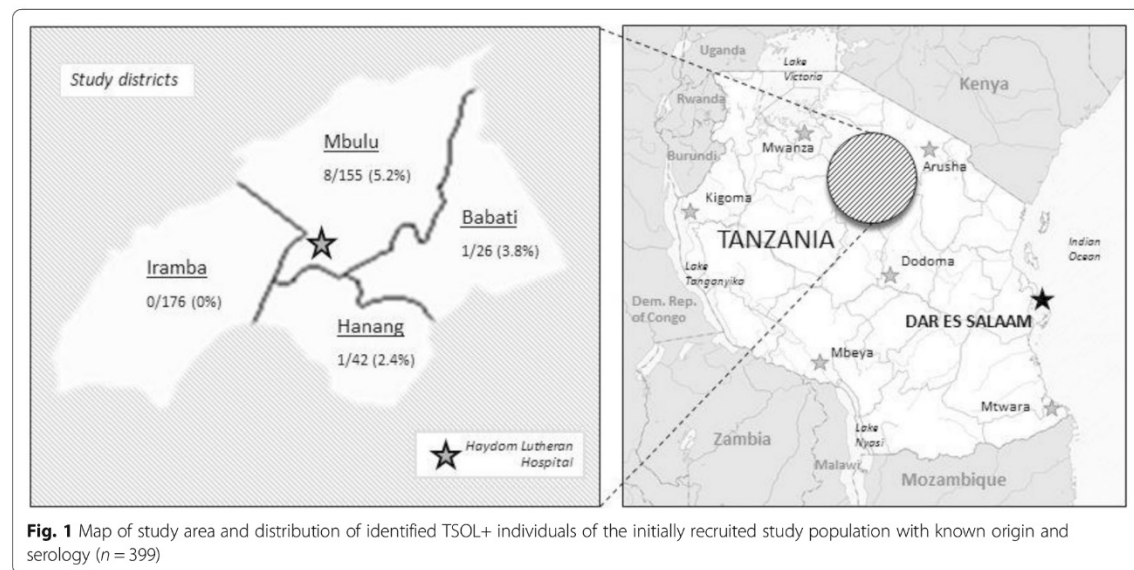 Study districts
Mbulu
8/155 (5.2%)
Babati
1/26 (3.8%)
Iramba
0/176 (0%)
Hanang
1/42 (2.4%)
Haydom Lutheran
Hospital
Uganda
Lake
Victoria
Kenya
Rwanda
Mwanza
Burundi
Arusha
Kigoma
TANZANIA
Indian
Ocean
Dodoma
Lake
Tanganyika
Dem. Rep.
of Congo
DAR ES SALAAM
Mbeya
Mtwara
Lake
Nyasi
Zambia
Malawi
Mozambique
Fig. 1 Map of study area and distribution of identified TSOL+ individuals of the initially recruited study population with known origin and
serology (n = 399)